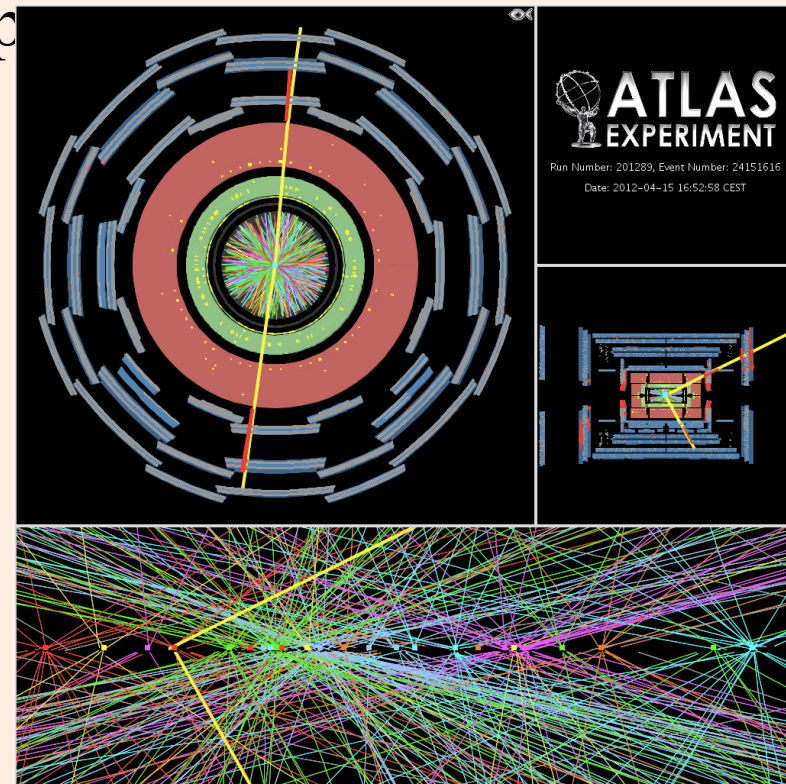 ATLAS
EXPERIMENT
Run Number: 201289, Event Number: 24151616
Date: 2012-04-15 16:52:58 CEST